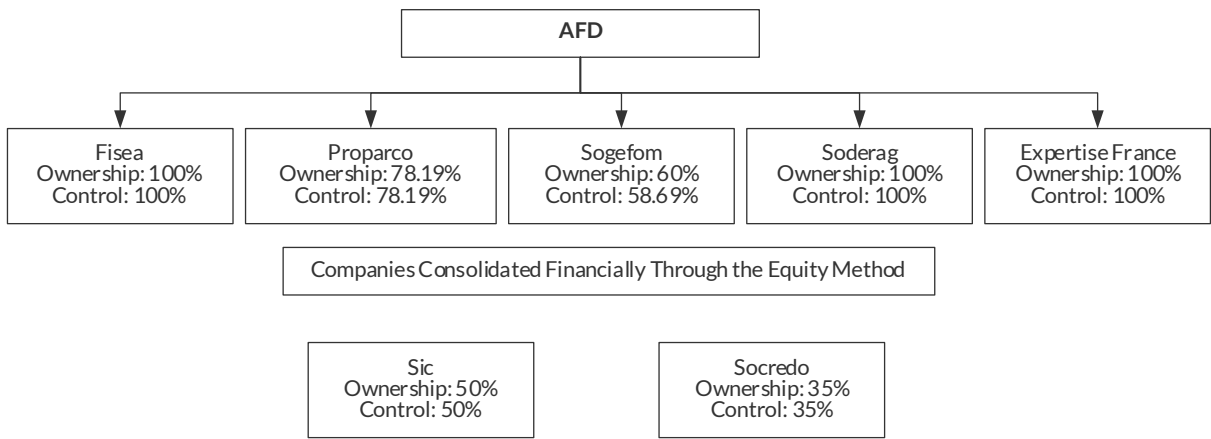 AFD
Fisea
Ownership: 100%
Control: 100%
Proparco
Ownership: 78.19%
Control: 78.19%
Sogefom
Ownership: 60%
Control: 58.69%
Soderag
Ownership: 100%
Control: 100%
Expertise France
Ownership: 100%
Control: 100%
Companies Consolidated Financially Through the Equity Method
Sic
Ownership: 50%
Control: 50%
Socredo
Ownership: 35%
Control: 35%